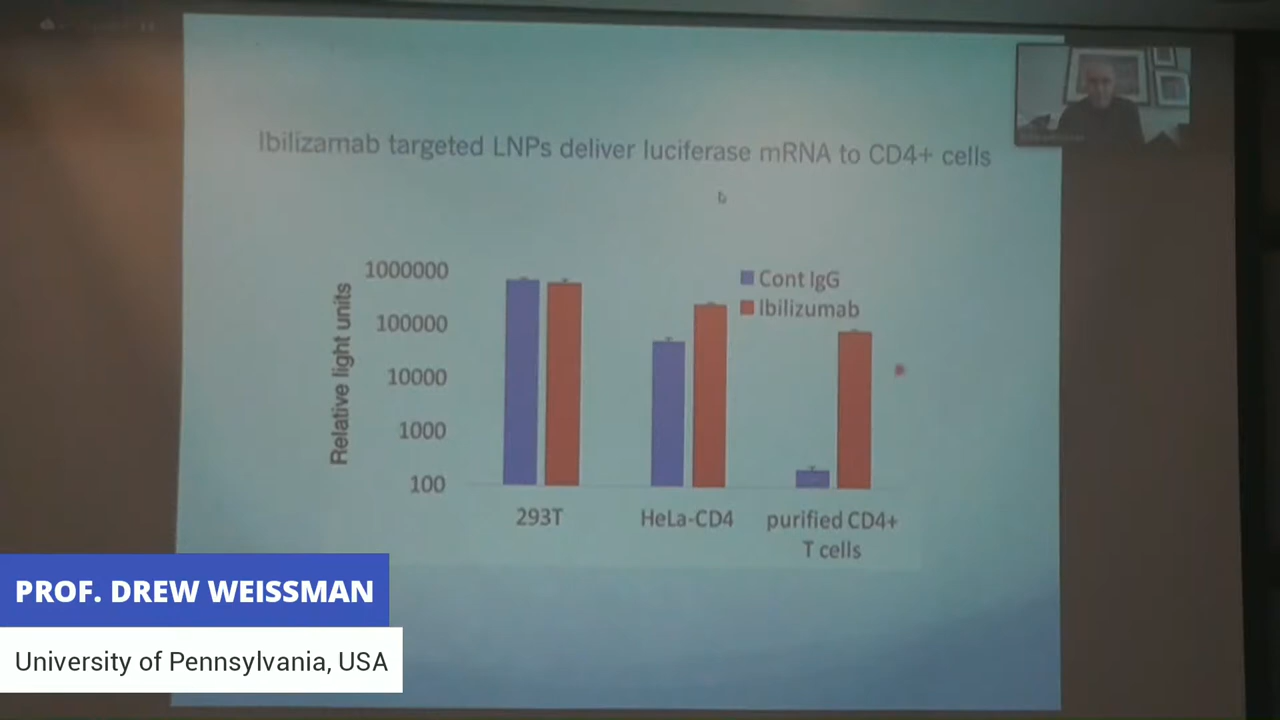 Ibilizamab targeted LNPs deliver luciferase mRNA to CD4+ cells
Relative light units
1000000
100000
10000
1000
100
Cont IgG
Ibilizumab
293T
HeLa-CD4
purified CD4+
T cells
PROF. DREW WEISSMAN
University of Pennsylvania, USA